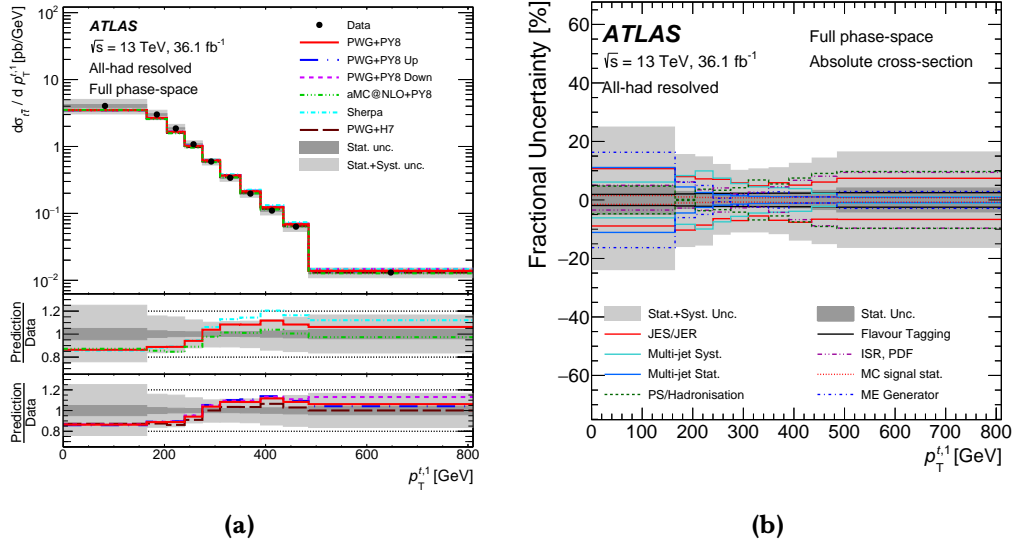 ATLAS
√s = 13 TeV, 36.1 fb⁻¹
All-had resolved
Full phase-space
Data
PWG+PY8
PWG+PY8 Up
PWG+PY8 Down
aMC@NLO+PY8
Sherpa
PWG+H7
Stat. unc.
Stat.+Syst. unc.
dσ_tt̄ / d p_T^t,1 [pb/GeV]
10²
10
1
10⁻¹
10⁻²
Prediction
Data
1.2
1
0.8
Prediction
Data
1.2
1
0.8
0 200 400 600 800
p_T^t,1 [GeV]
(a)
ATLAS
√s = 13 TeV, 36.1 fb⁻¹
All-had resolved
Full phase-space
Absolute cross-section
Fractional Uncertainty [%]
60
40
20
0
−20
−40
−60
Stat.+Syst. Unc.
JES/JER
Multi-jet Syst.
Multi-jet Stat.
PS/Hadronisation
Stat. Unc.
Flavour Tagging
ISR, PDF
MC signal stat.
ME Generator
0 100 200 300 400 500 600 700 800
p_T^t,1 [GeV]
(b)